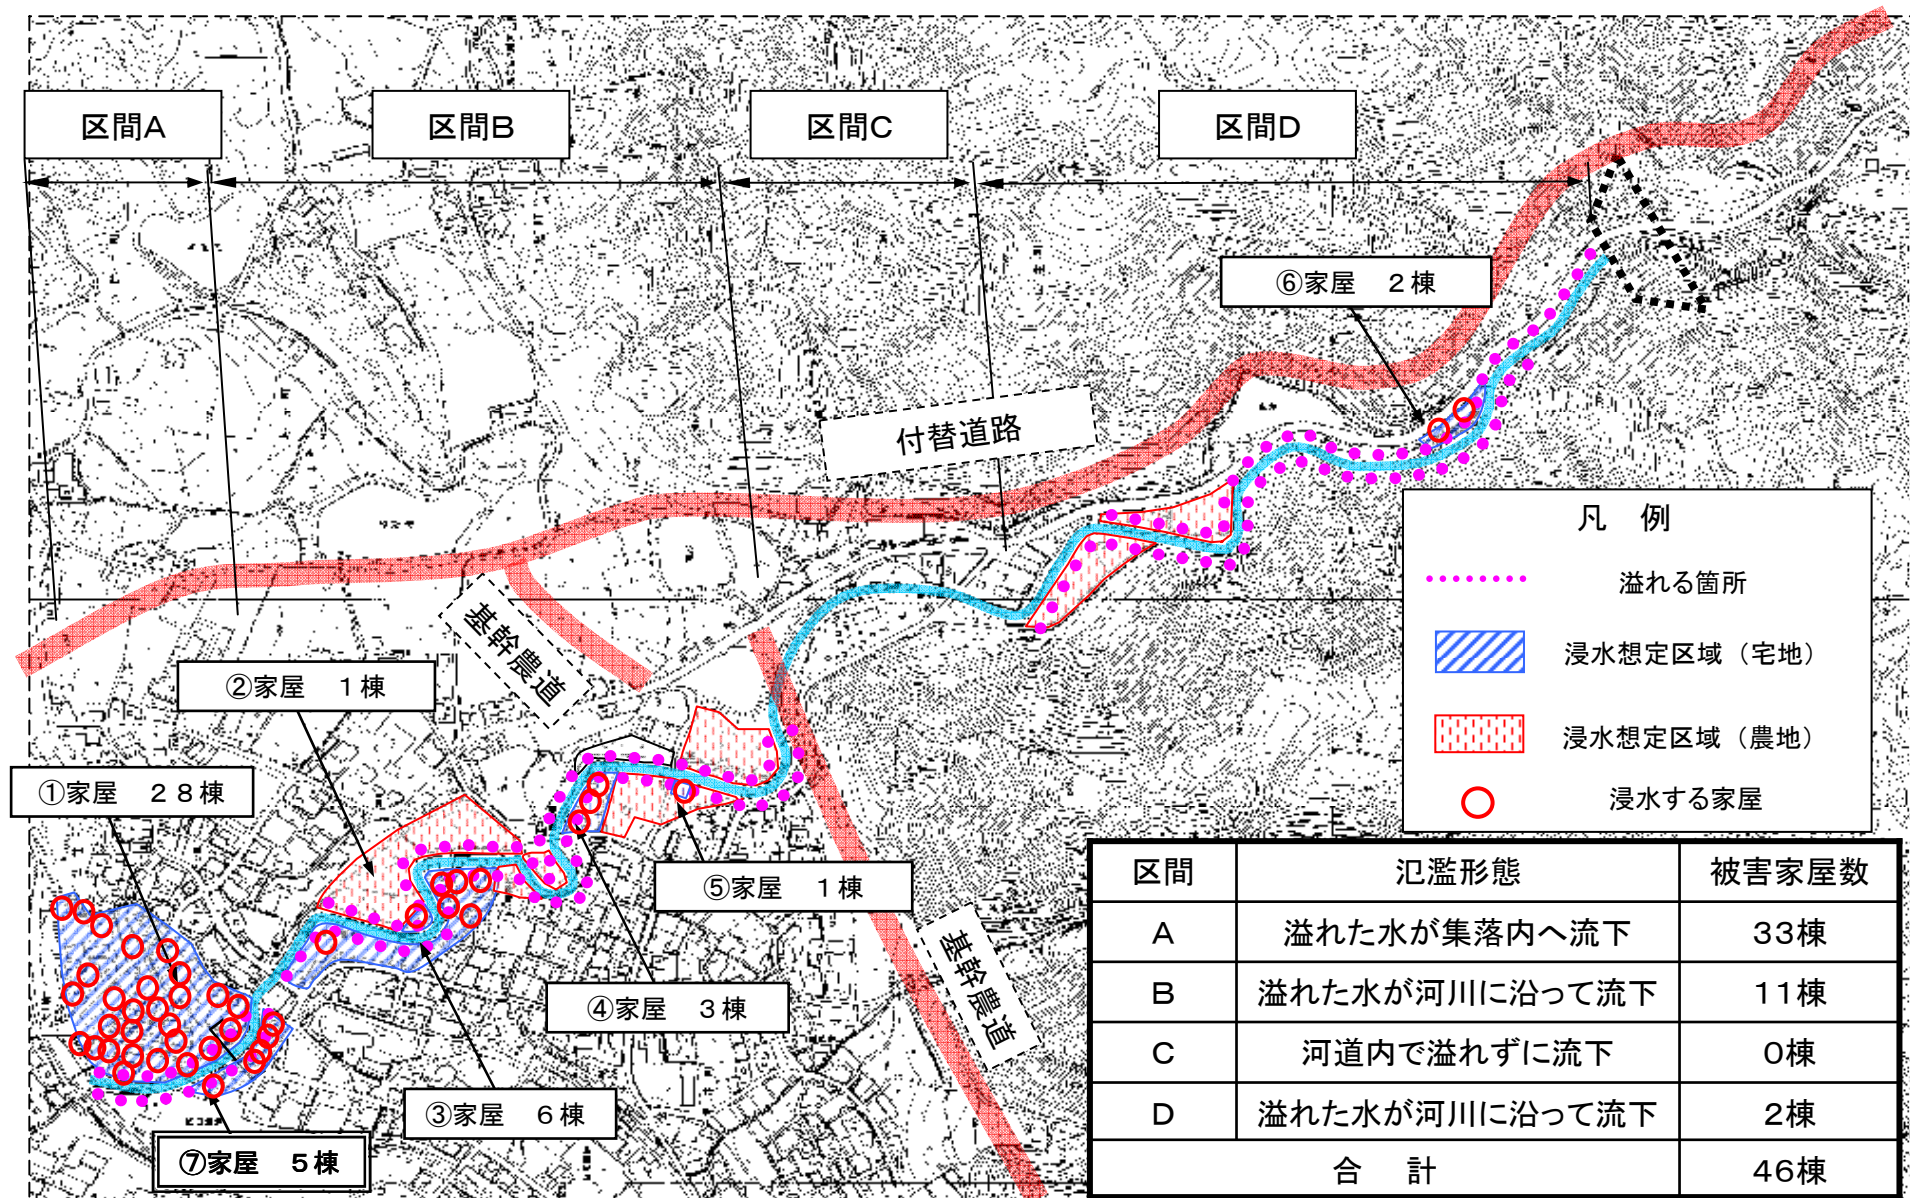 区間A
区間B
区間C
区間D
⑥家屋　2棟
付替道路
基幹農道
②家屋　1棟
①家屋　28棟
⑤家屋　1棟
④家屋　3棟
③家屋　6棟
⑦家屋　5棟
基幹農道
凡　例
溢れる箇所
浸水想定区域（宅地）
浸水想定区域（農地）
浸水する家屋
区間　氾濫形態　被害家屋数
A　溢れた水が集落内へ流下　33棟
B　溢れた水が河川に沿って流下　11棟
C　河道内で溢れずに流下　0棟
D　溢れた水が河川に沿って流下　2棟
合　計　46棟